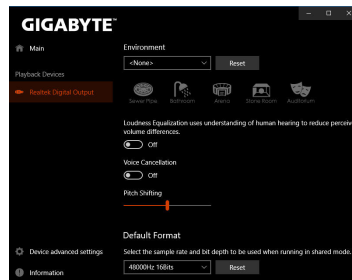 GIGABYTE™
Main
Playback Devices
Realtek Digital Output
Device advanced settings
Information
Environment
<None>
Reset
Sewer Pipe
Bathroom
Arena
Stone Room
Auditorium
Loudness Equalization uses understanding of human hearing to reduce perceive
volume differences.
Off
Voice Cancellation
Off
Pitch Shifting
Default Format
Select the sample rate and bit depth to be used when running in shared mode.
48000Hz 16Bits
Reset